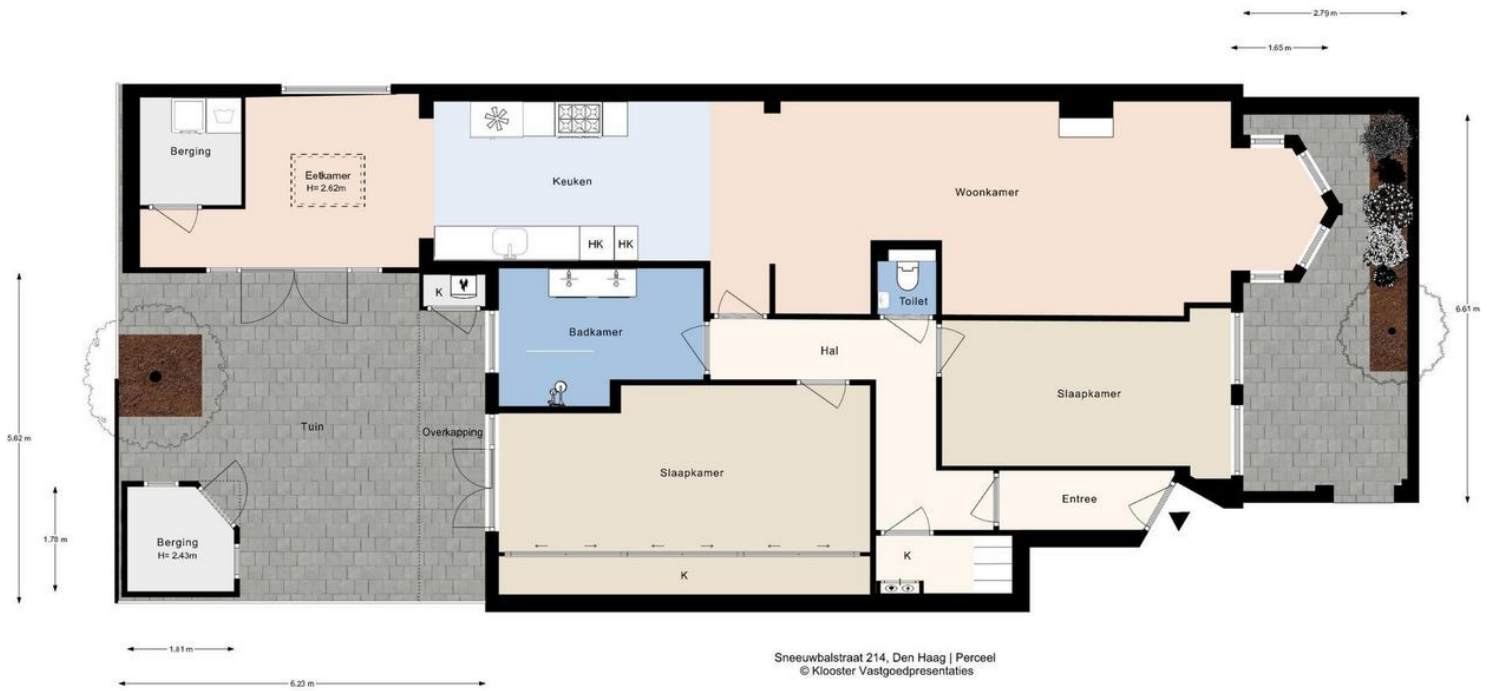 2.79 m
1.65 m
Berging
Eetkamer
H= 2.62m
Keuken
Woonkamer
HK
HK
K
Toilet
6.61 m
Badkamer
Hal
Slaapkamer
5.62 m
Tuin
Overkapping
Slaapkamer
Entree
1.78 m
Berging
H= 2.43m
K
K
1.81 m
6.23 m
Sneeuwbalstraat 214, Den Haag | Perceel
© Klooster Vastgoedpresentaties